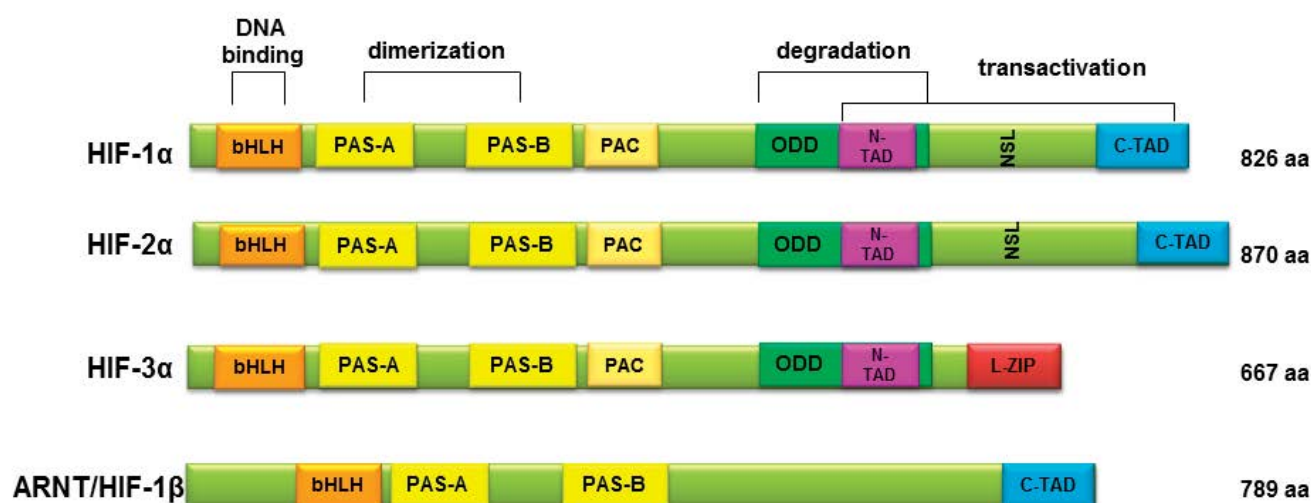 DNA
binding
dimerization
degradation
transactivation
HIF-1α
bHLH
PAS-A
PAS-B
PAC
ODD
N-
TAD
NSL
C-TAD
826 aa
HIF-2α
bHLH
PAS-A
PAS-B
PAC
ODD
N-
TAD
NSL
C-TAD
870 aa
HIF-3α
bHLH
PAS-A
PAS-B
PAC
ODD
N-
TAD
L-ZIP
667 aa
ARNT/HIF-1β
bHLH
PAS-A
PAS-B
C-TAD
789 aa